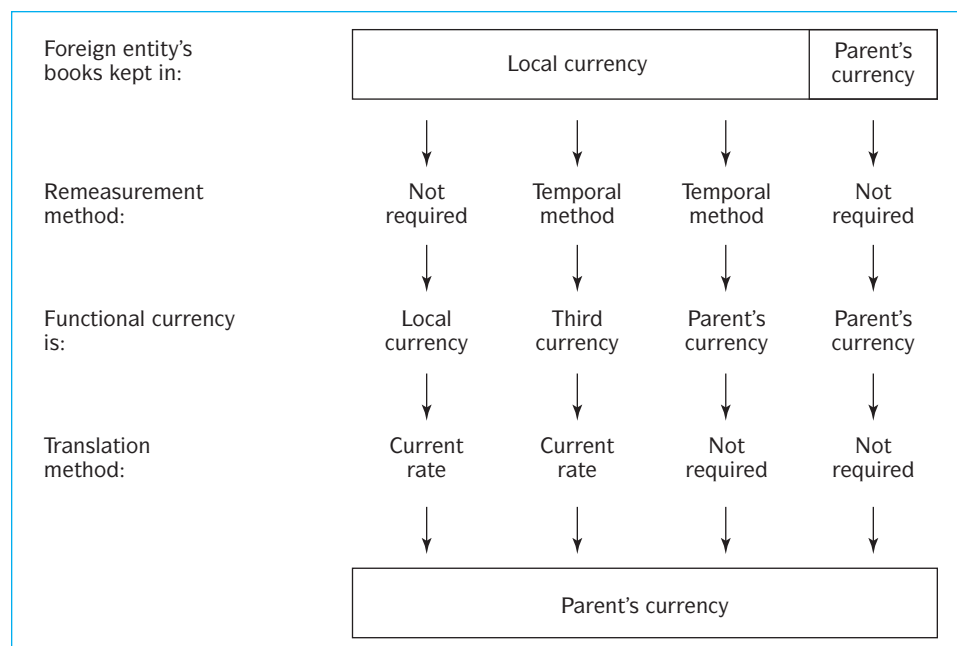 Foreign entity's
books kept in:
Local currency
Parent's
currency
Remeasurement
method:
Not
required
Temporal
method
Temporal
method
Not
required
Functional currency
is:
Local
currency
Third
currency
Parent's
currency
Parent's
currency
Translation
method:
Current
rate
Current
rate
Not
required
Not
required
Parent's currency